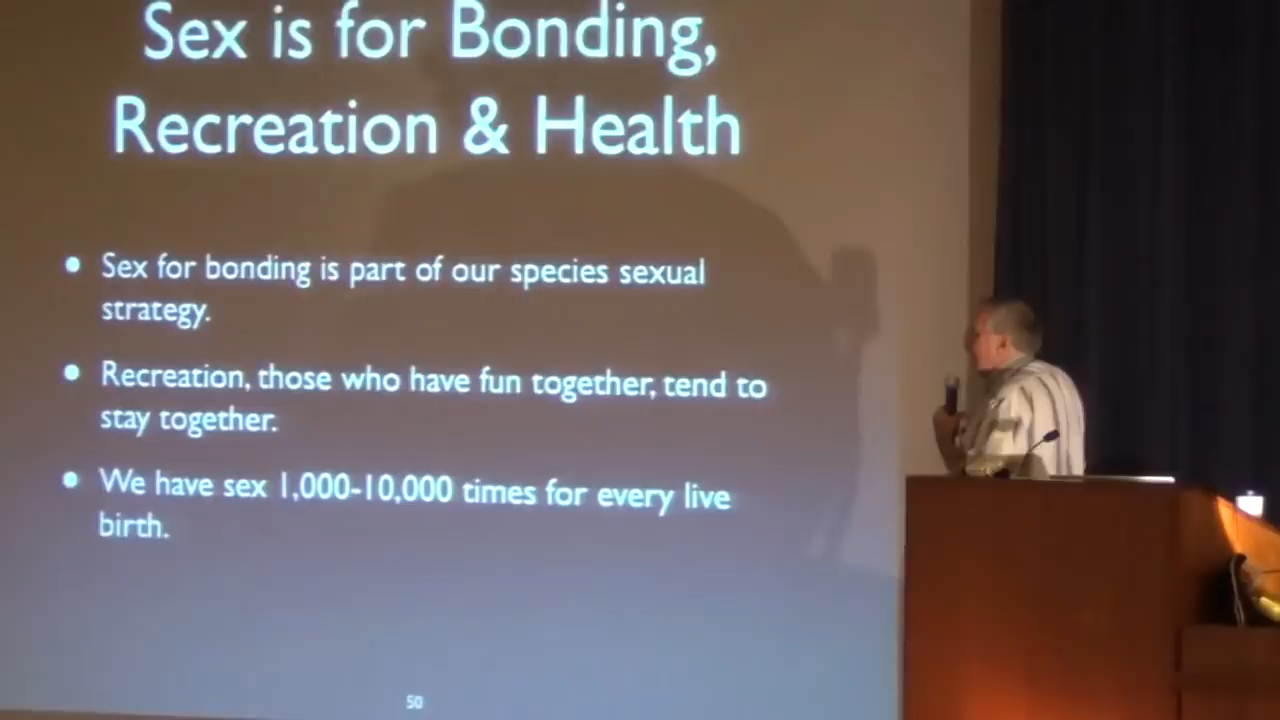 Sex is for Bonding,
Recreation & Health
• Sex for bonding is part of our species sexual
strategy.
• Recreation, those who have fun together, tend to
stay together.
• We have sex 1,000-10,000 times for every live
birth.
50